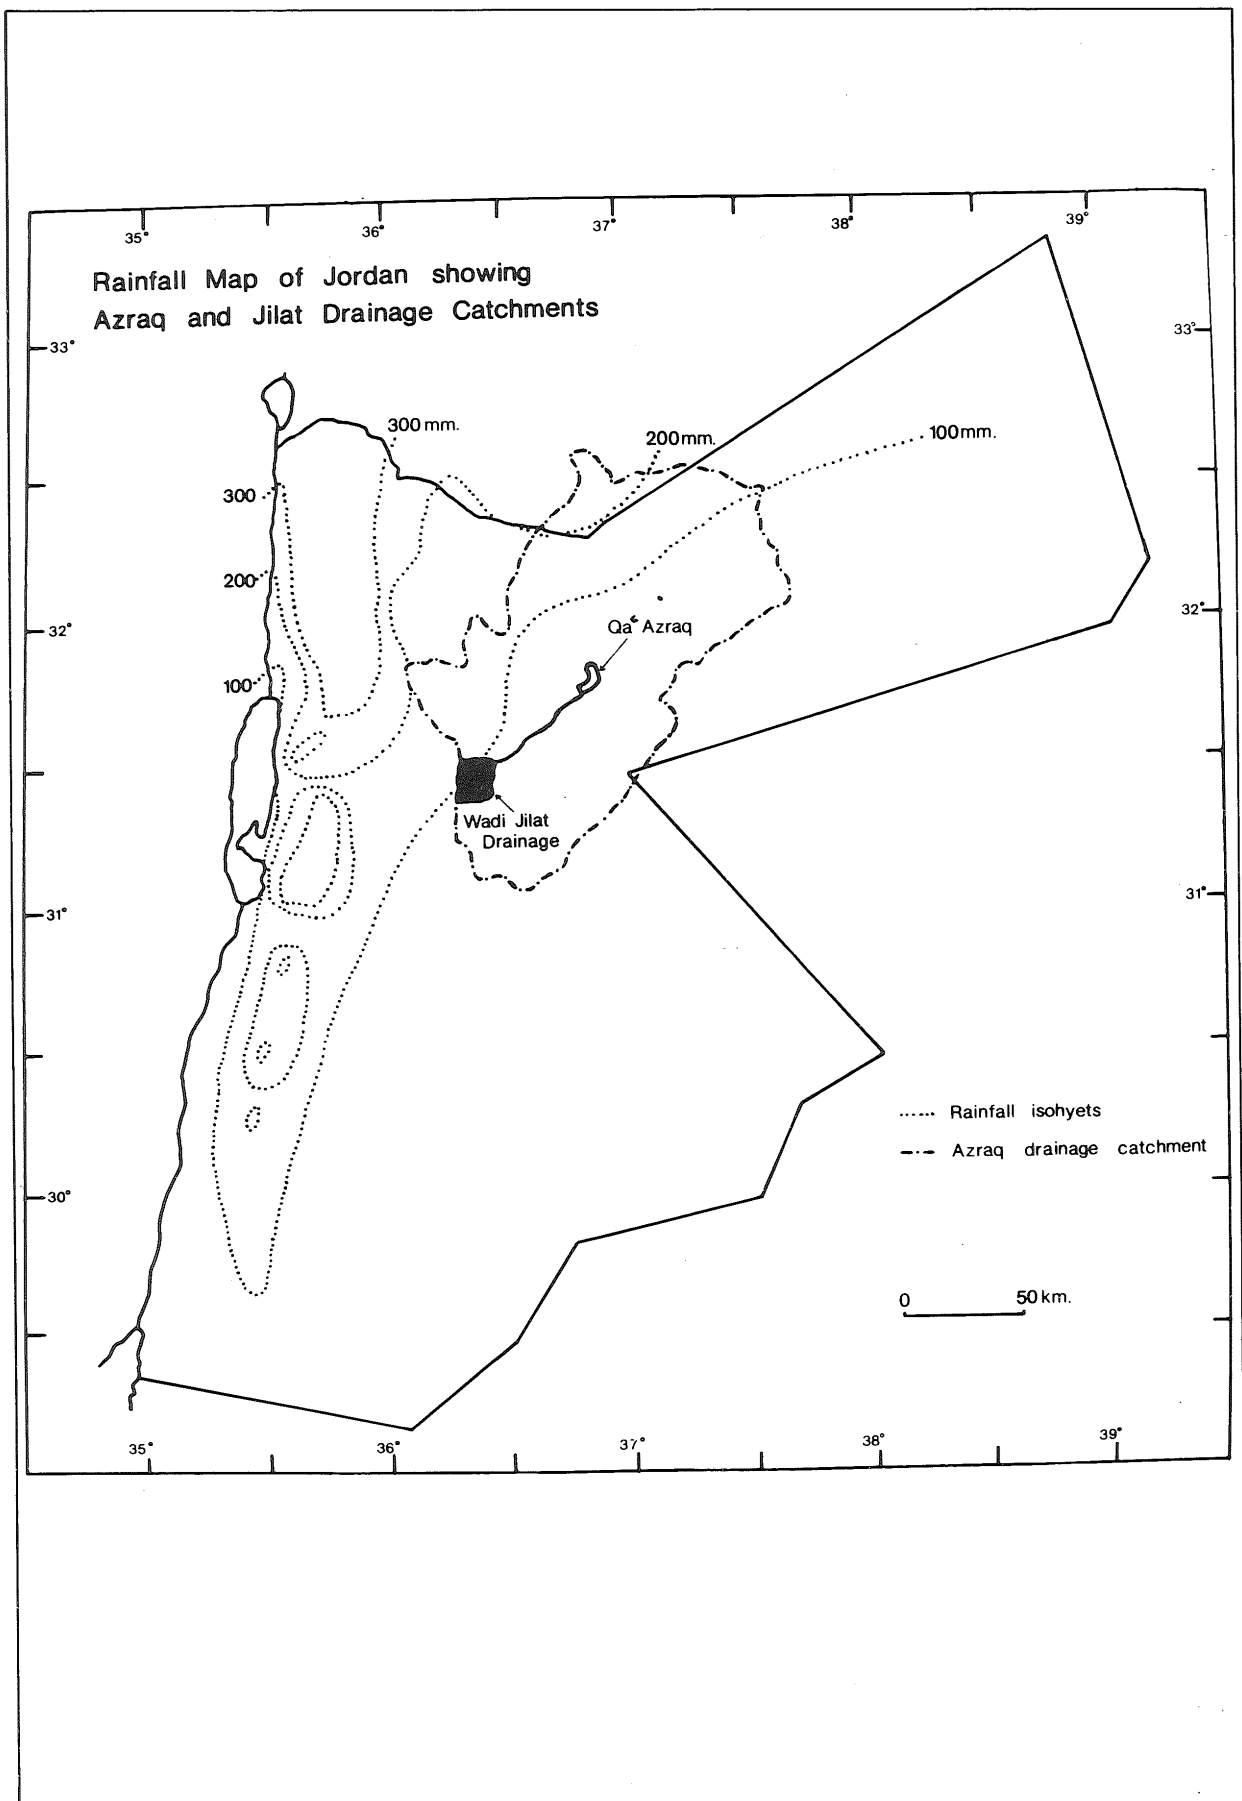 35° 36° 37° 38° 39°
Rainfall Map of Jordan showing
Azraq and Jilat Drainage Catchments
33° 33°
300 mm.
200mm.
100mm.
300
200
32° 32°
Qaʿ Azraq
100
Wadi Jilat
Drainage
31° 31°
Rainfall isohyets
Azraq drainage catchment
30°
0 50 km.
35° 36° 37° 38° 39°